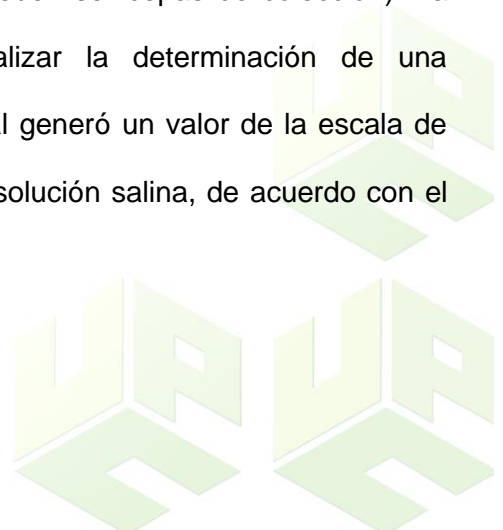 alizar la determinación de una
l generó un valor de la escala de
solución salina, de acuerdo con el